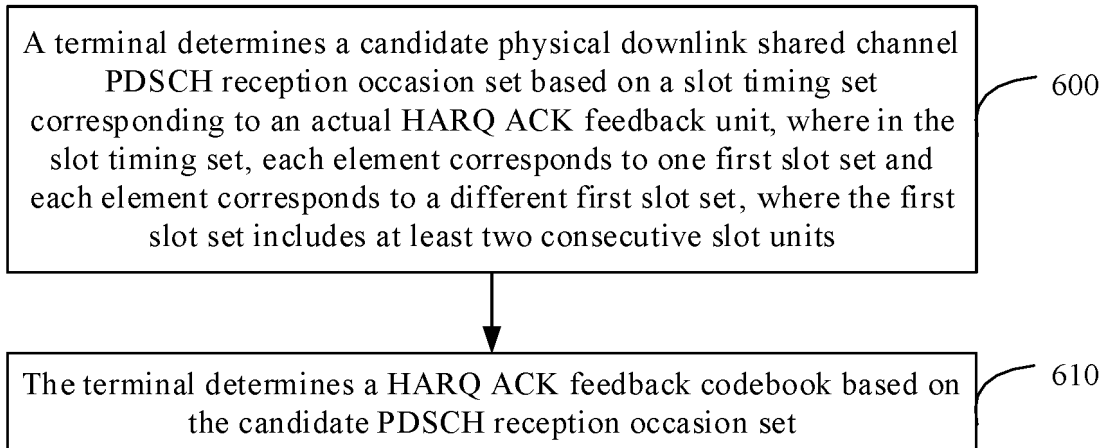 A terminal determines a candidate physical downlink shared channel
PDSCH reception occasion set based on a slot timing set
corresponding to an actual HARQ ACK feedback unit, where in the
slot timing set, each element corresponds to one first slot set and
each element corresponds to a different first slot set, where the first
slot set includes at least two consecutive slot units
600
The terminal determines a HARQ ACK feedback codebook based on
the candidate PDSCH reception occasion set
610